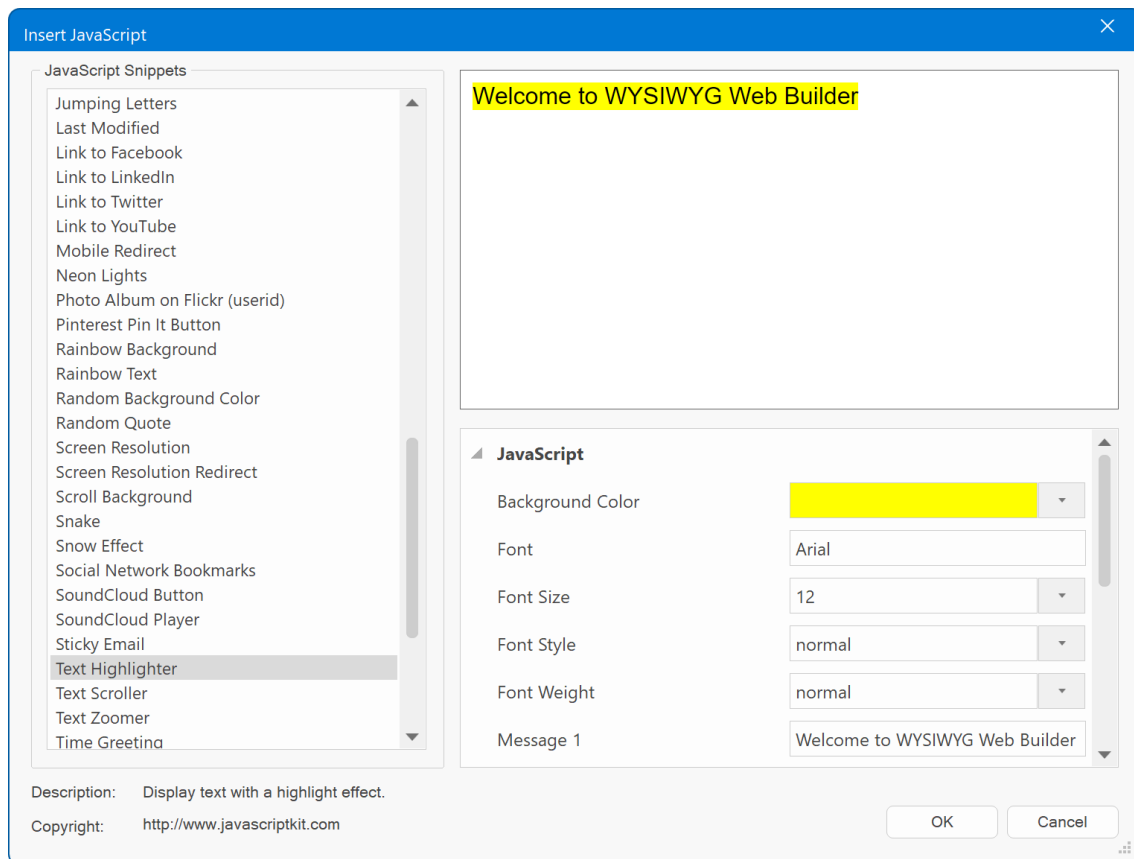 Insert JavaScript
JavaScript Snippets
Jumping Letters
Last Modified
Link to Facebook
Link to LinkedIn
Link to Twitter
Link to YouTube
Mobile Redirect
Neon Lights
Photo Album on Flickr (userid)
Pinterest Pin It Button
Rainbow Background
Rainbow Text
Random Background Color
Random Quote
Screen Resolution
Screen Resolution Redirect
Scroll Background
Snake
Snow Effect
Social Network Bookmarks
SoundCloud Button
SoundCloud Player
Sticky Email
Text Highlighter
Text Scroller
Text Zoomer
Time Greeting
Welcome to WYSIWYG Web Builder
JavaScript
Background Color
Font Arial
Font Size 12
Font Style normal
Font Weight normal
Message 1 Welcome to WYSIWYG Web Builder
Description: Display text with a highlight effect.
Copyright: http://www.javascriptkit.com
OK Cancel